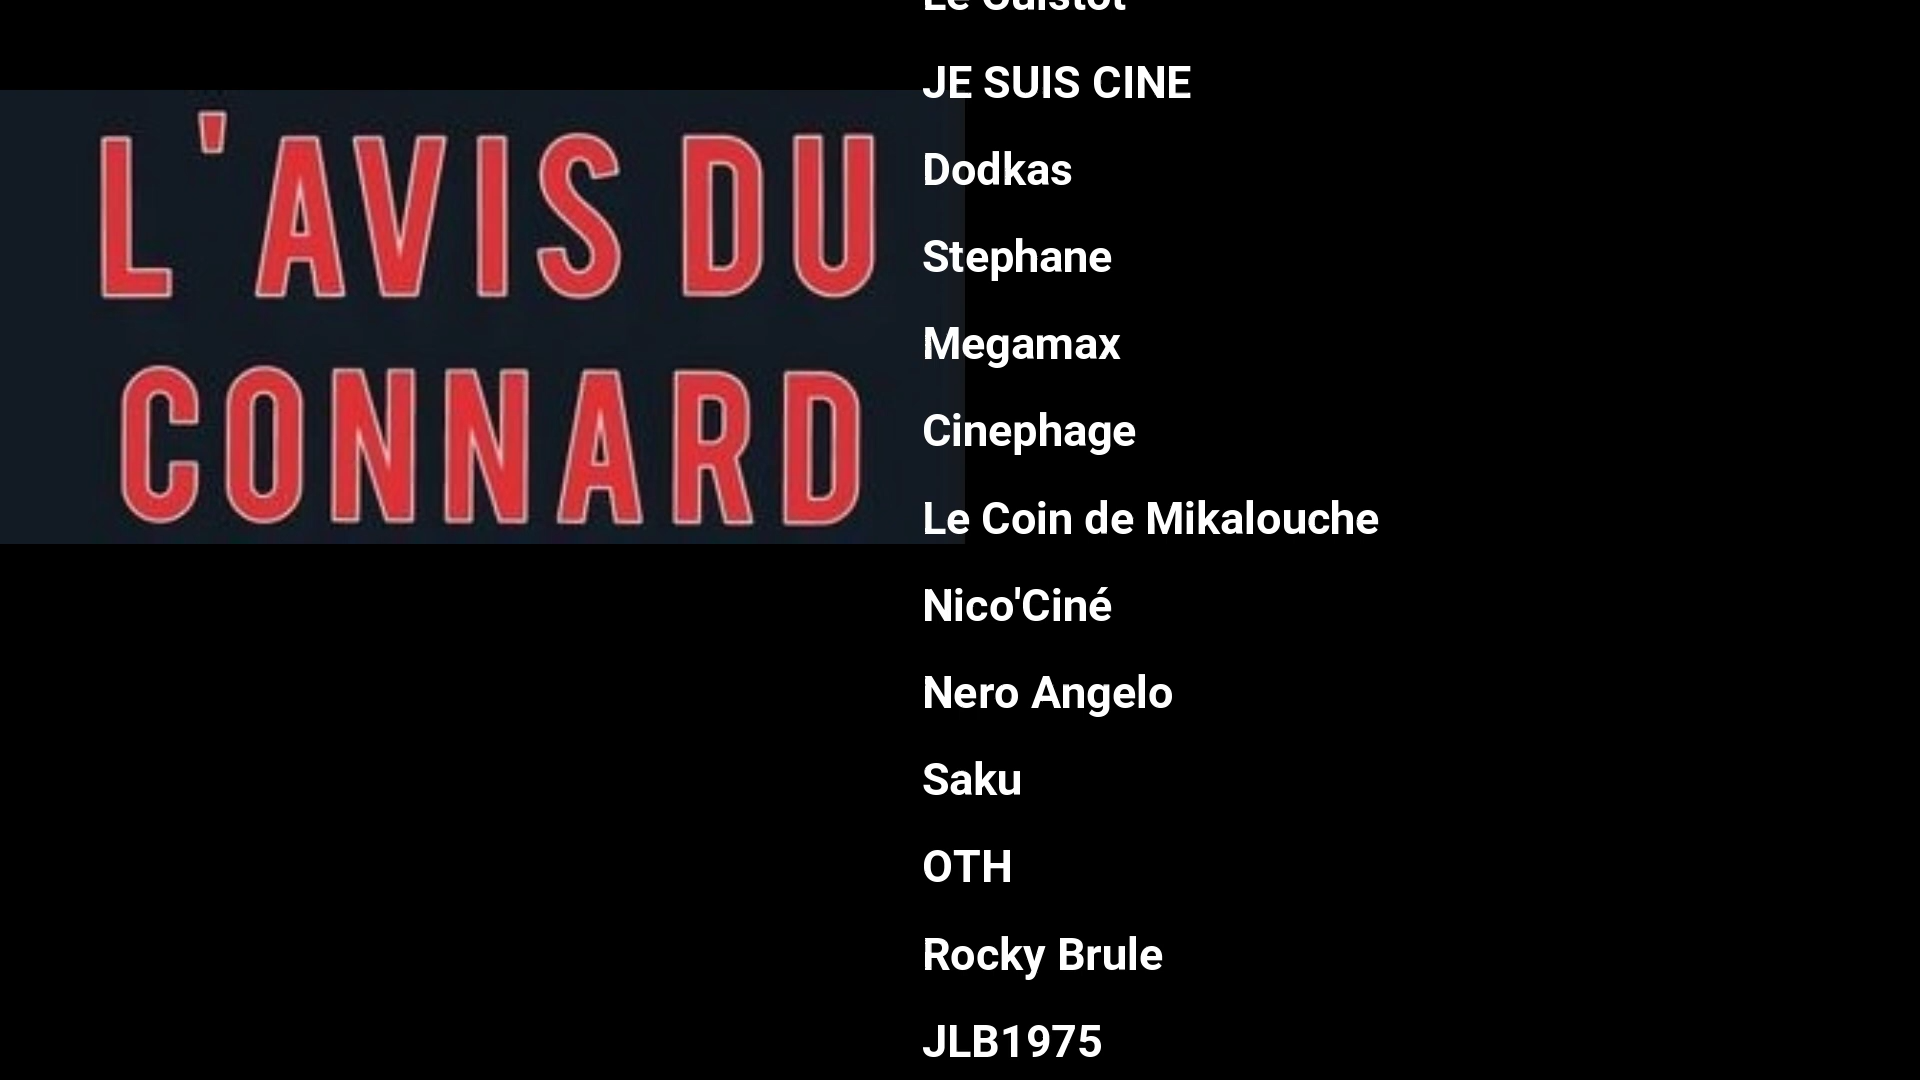 L'AVIS DU
CONNARD
JE SUIS CINE
Dodkas
Stephane
Megamax
Cinephage
Le Coin de Mikalouche
Nico'Ciné
Nero Angelo
Saku
OTH
Rocky Brule
JLB1975